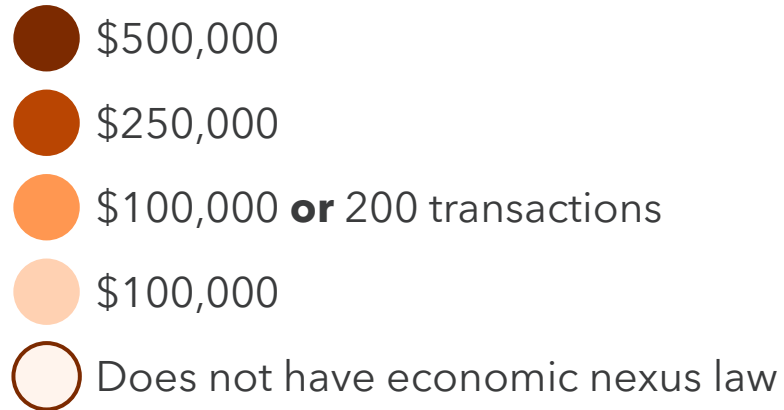 $500,000
$250,000
$100,000 or 200 transactions
$100,000
Does not have economic nexus law